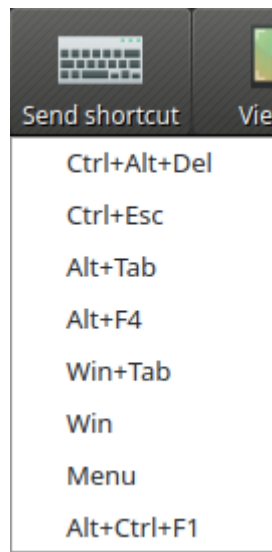 Send shortcut
Vie
Ctrl+Alt+Del
Ctrl+Esc
Alt+Tab
Alt+F4
Win+Tab
Win
Menu
Alt+Ctrl+F1